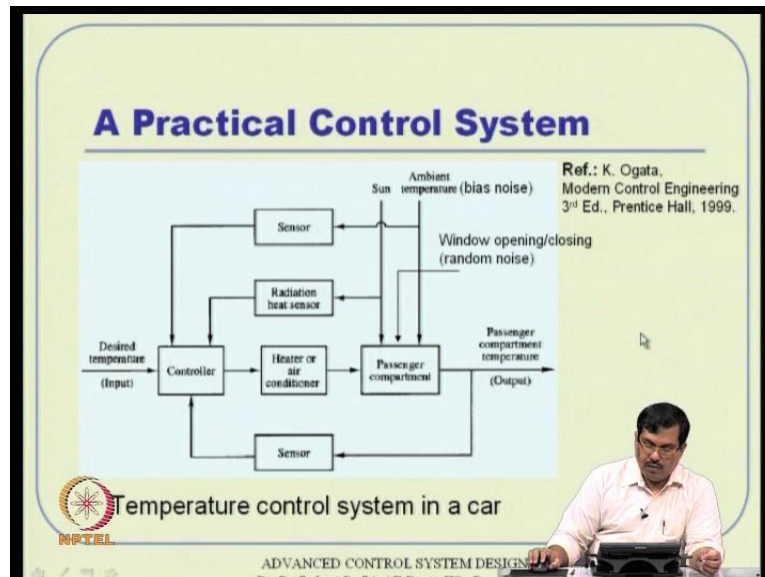 A Practical Control System
Ref.: K. Ogata,
Modern Control Engineering
3rd Ed., Prentice Hall, 1999.
Sun
Ambient
temperature (bias noise)
Window opening/closing
(random noise)
Sensor
Radiation
heat sensor
Desired
temperature
(Input)
Controller
Heater or
air
conditioner
Passenger
compartment
Passenger
compartment
temperature
(Output)
Sensor
Temperature control system in a car
NPTEL
ADVANCED CONTROL SYSTEM DESIGN